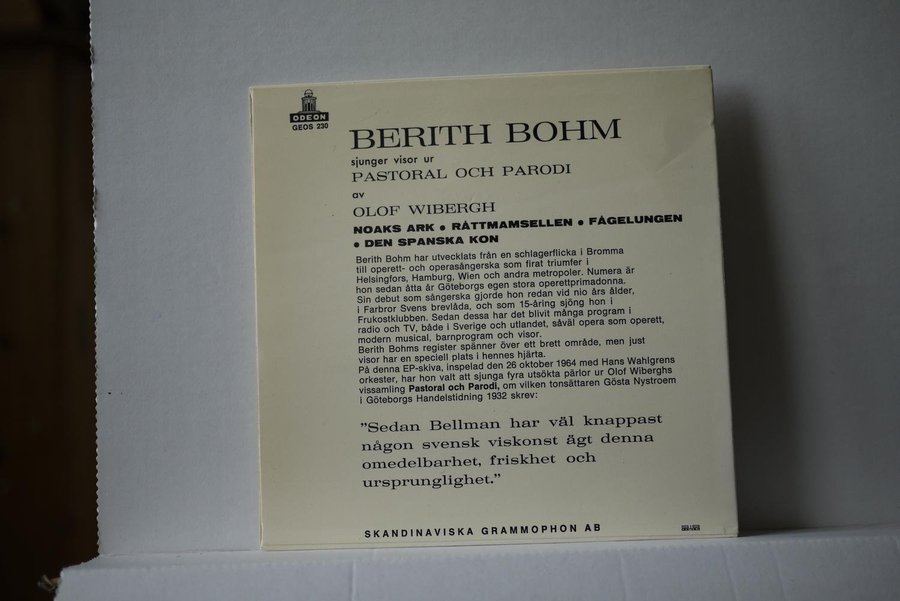 ODEON
GEOS 230
BERITH BOHM
sjunger visor ur
PASTORAL OCH PARODI
av
OLOF WIBERGH
NOAKS ARK • RÅTTMAMSELLEN • FÅGELUNGEN
• DEN SPANSKA KON
Berith Bohm har utvecklats från en schlagerflicka i Bromma
till operett- och operasångerska som firat triumfer i
Helsingfors, Hamburg, Wien och andra metropoler. Numera är
hon sedan åtta år Göteborgs egen stora operettprimadonna.
Sin debut som sångerska gjorde hon redan vid nio års ålder,
i Farbror Svens brevlåda, och som 15-åring sjöng hon i
Frukostklubben. Sedan dessa har det blivit många program i
radio och TV, både i Sverige och utlandet, såväl opera som operett,
modern musical, barnprogram och visor.
Berith Bohms register spänner över ett brett område, men just
visor har en speciell plats i hennes hjärta.
På denna EP-skiva, inspelad den 26 oktober 1964 med Hans Wahlgrens
orkester, har hon valt att sjunga fyra utsökta pärlor ur Olof Wiberghs
vissamling Pastoral och Parodi, om vilken tonsättaren Gösta Nystroem
i Göteborgs Handelstidning 1932 skrev:
”Sedan Bellman har väl knappast
någon svensk viskonst ägt denna
omedelbarhet, friskhet och
ursprunglighet.”
SKANDINAVISKA GRAMMOPHON AB